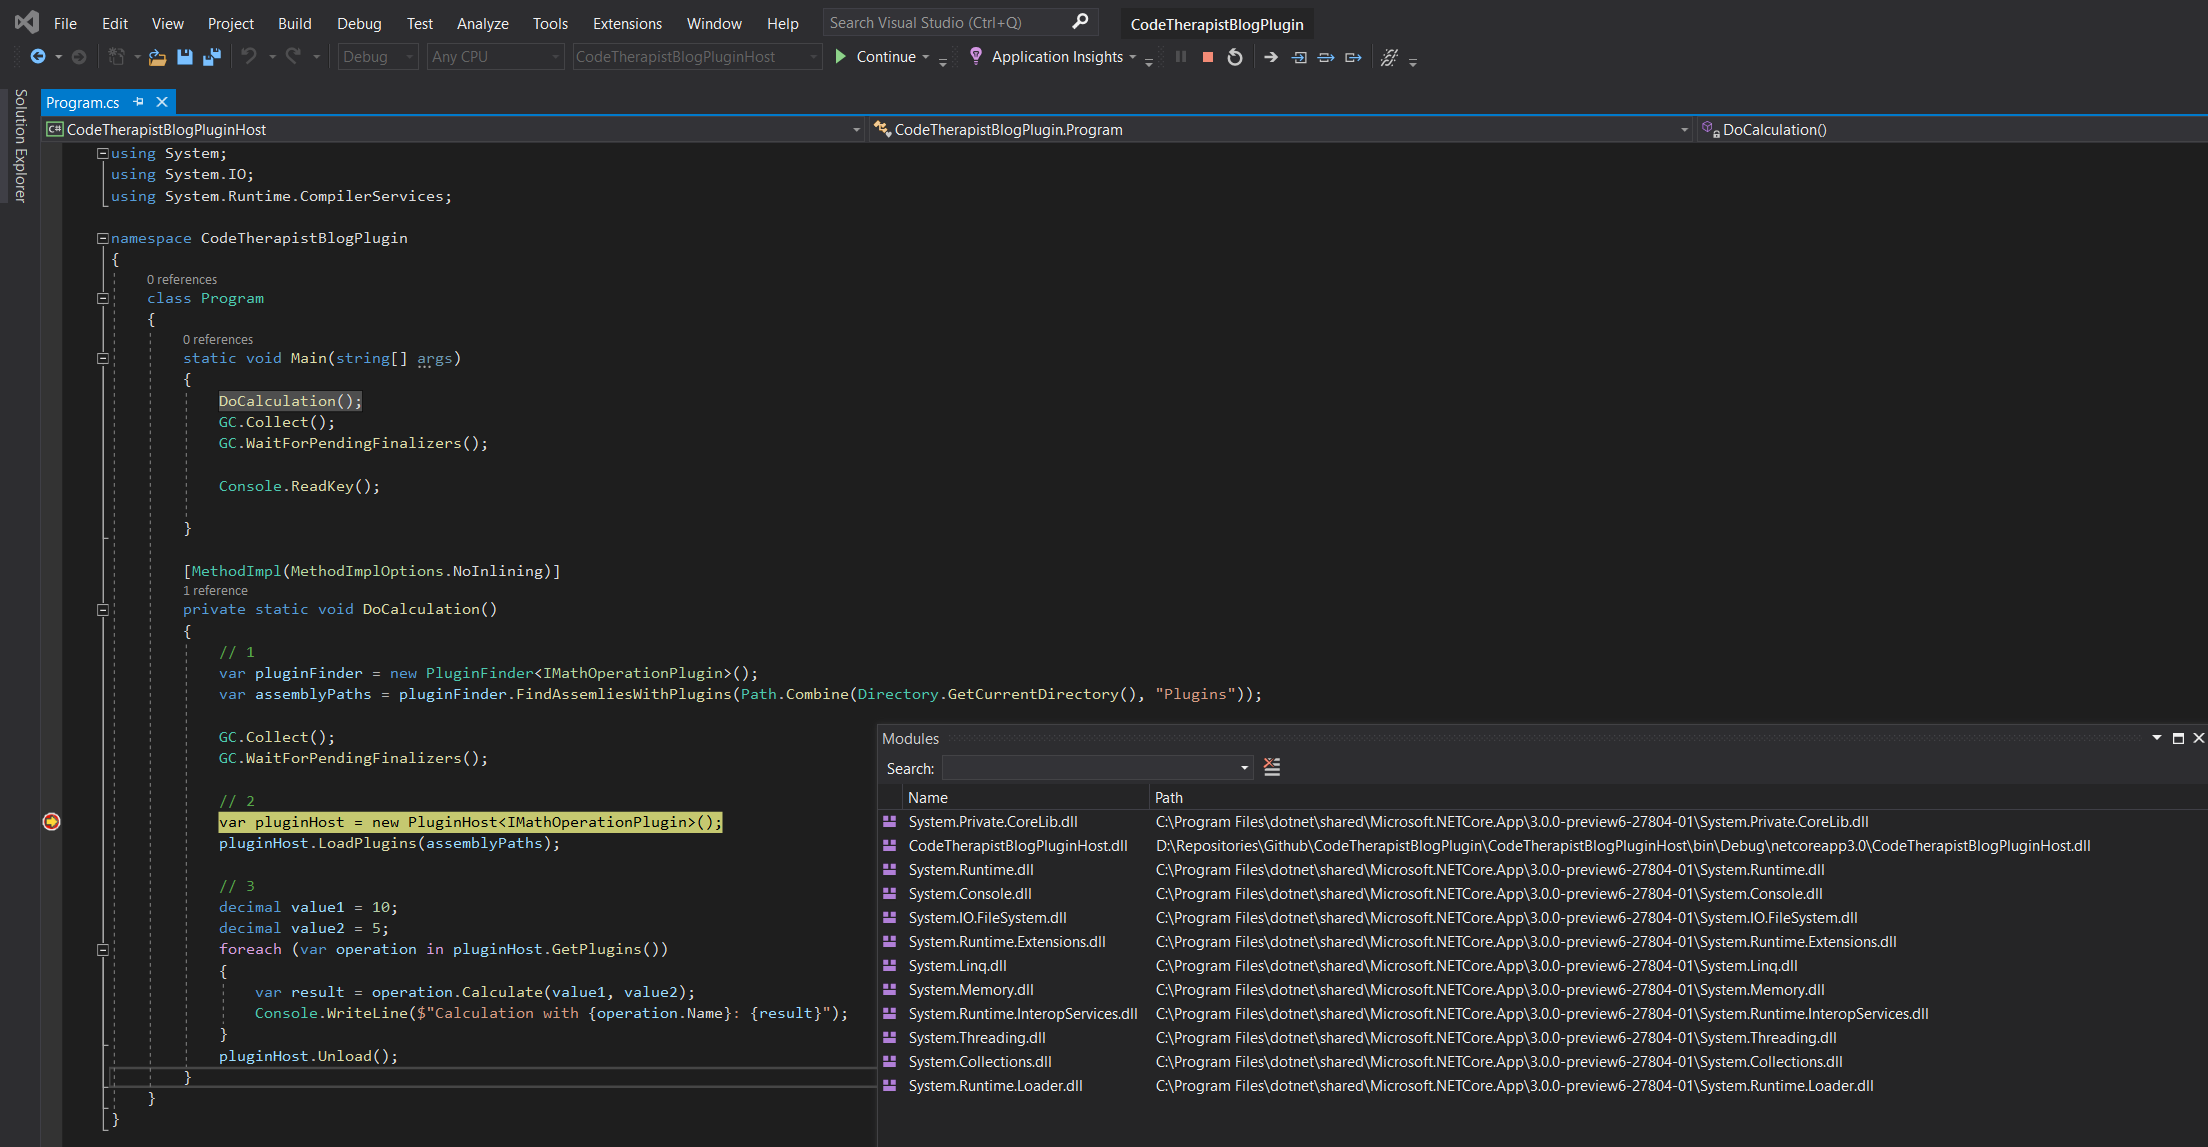 File Edit View Project Build Debug Test Analyze Tools Extensions Window Help Search Visual Studio (Ctrl+Q) CodeTherapistBlogPlugin
Debug Any CPU CodeTherapistBlogPluginHost Continue Application Insights
Solution Explorer
Program.cs
C# CodeTherapistBlogPluginHost CodeTherapistBlogPlugin.Program DoCalculation()
using System;
using System.IO;
using System.Runtime.CompilerServices;
namespace CodeTherapistBlogPlugin
{
0 references
class Program
{
0 references
static void Main(string[] args)
{
DoCalculation();
GC.Collect();
GC.WaitForPendingFinalizers();
Console.ReadKey();
}
[MethodImpl(MethodImplOptions.NoInlining)]
1 reference
private static void DoCalculation()
{
// 1
var pluginFinder = new PluginFinder<IMathOperationPlugin>();
var assemblyPaths = pluginFinder.FindAssemliesWithPlugins(Path.Combine(Directory.GetCurrentDirectory(), "Plugins"));
GC.Collect();
GC.WaitForPendingFinalizers();
// 2
var pluginHost = new PluginHost<IMathOperationPlugin>();
pluginHost.LoadPlugins(assemblyPaths);
// 3
decimal value1 = 10;
decimal value2 = 5;
foreach (var operation in pluginHost.GetPlugins())
{
var result = operation.Calculate(value1, value2);
Console.WriteLine($"Calculation with {operation.Name}: {result}");
}
pluginHost.Unload();
}
}
}
Modules
Search:
Name Path
System.Private.CoreLib.dll C:\Program Files\dotnet\shared\Microsoft.NETCore.App\3.0.0-preview6-27804-01\System.Private.CoreLib.dll
CodeTherapistBlogPluginHost.dll D:\Repositories\Github\CodeTherapistBlogPlugin\CodeTherapistBlogPluginHost\bin\Debug\netcoreapp3.0\CodeTherapistBlogPluginHost.dll
System.Runtime.dll C:\Program Files\dotnet\shared\Microsoft.NETCore.App\3.0.0-preview6-27804-01\System.Runtime.dll
System.Console.dll C:\Program Files\dotnet\shared\Microsoft.NETCore.App\3.0.0-preview6-27804-01\System.Console.dll
System.IO.FileSystem.dll C:\Program Files\dotnet\shared\Microsoft.NETCore.App\3.0.0-preview6-27804-01\System.IO.FileSystem.dll
System.Runtime.Extensions.dll C:\Program Files\dotnet\shared\Microsoft.NETCore.App\3.0.0-preview6-27804-01\System.Runtime.Extensions.dll
System.Linq.dll C:\Program Files\dotnet\shared\Microsoft.NETCore.App\3.0.0-preview6-27804-01\System.Linq.dll
System.Memory.dll C:\Program Files\dotnet\shared\Microsoft.NETCore.App\3.0.0-preview6-27804-01\System.Memory.dll
System.Runtime.InteropServices.dll C:\Program Files\dotnet\shared\Microsoft.NETCore.App\3.0.0-preview6-27804-01\System.Runtime.InteropServices.dll
System.Threading.dll C:\Program Files\dotnet\shared\Microsoft.NETCore.App\3.0.0-preview6-27804-01\System.Threading.dll
System.Collections.dll C:\Program Files\dotnet\shared\Microsoft.NETCore.App\3.0.0-preview6-27804-01\System.Collections.dll
System.Runtime.Loader.dll C:\Program Files\dotnet\shared\Microsoft.NETCore.App\3.0.0-preview6-27804-01\System.Runtime.Loader.dll